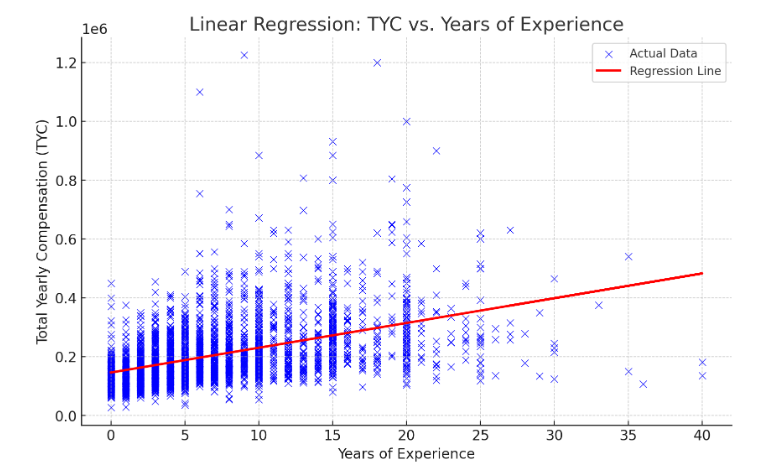 Linear Regression: TYC vs. Years of Experience
1e6
Actual Data
Regression Line
Total Yearly Compensation (TYC)
1.2
1.0
0.8
0.6
0.4
0.2
0.0
0 5 10 15 20 25 30 35 40
Years of Experience